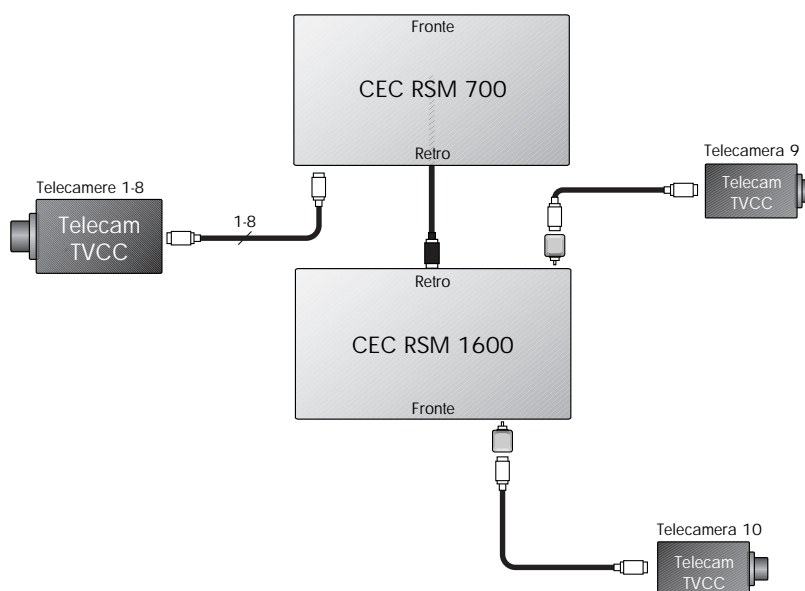 Fronte
CEC RSM 700
Retro
Telecamera 9
Telecam
TVCC
Telecamere 1-8
Telecam
TVCC
1-8
Retro
CEC RSM 1600
Fronte
Telecamera 10
Telecam
TVCC